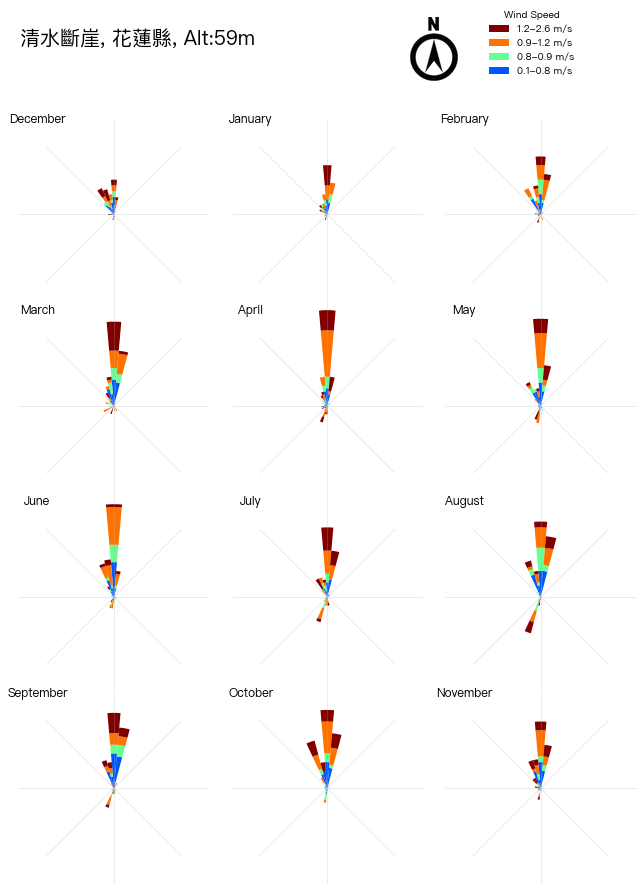 清水斷崖, 花蓮縣, Alt:59m
N
Wind Speed
1.2–2.6 m/s
0.9–1.2 m/s
0.8–0.9 m/s
0.1–0.8 m/s
December
January
February
March
April
May
June
July
August
September
October
November